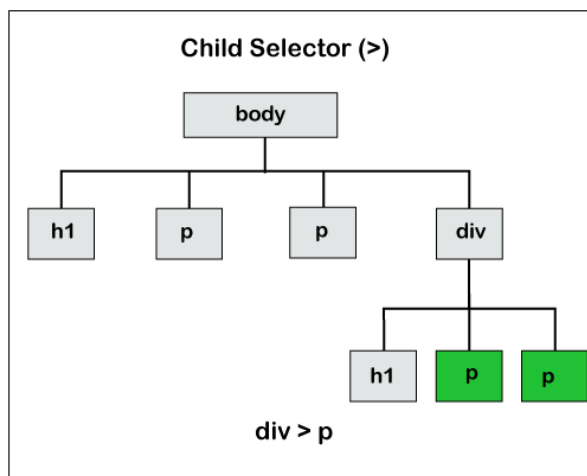 Child Selector (>)
body
h1 p p div
h1 p p
div > p